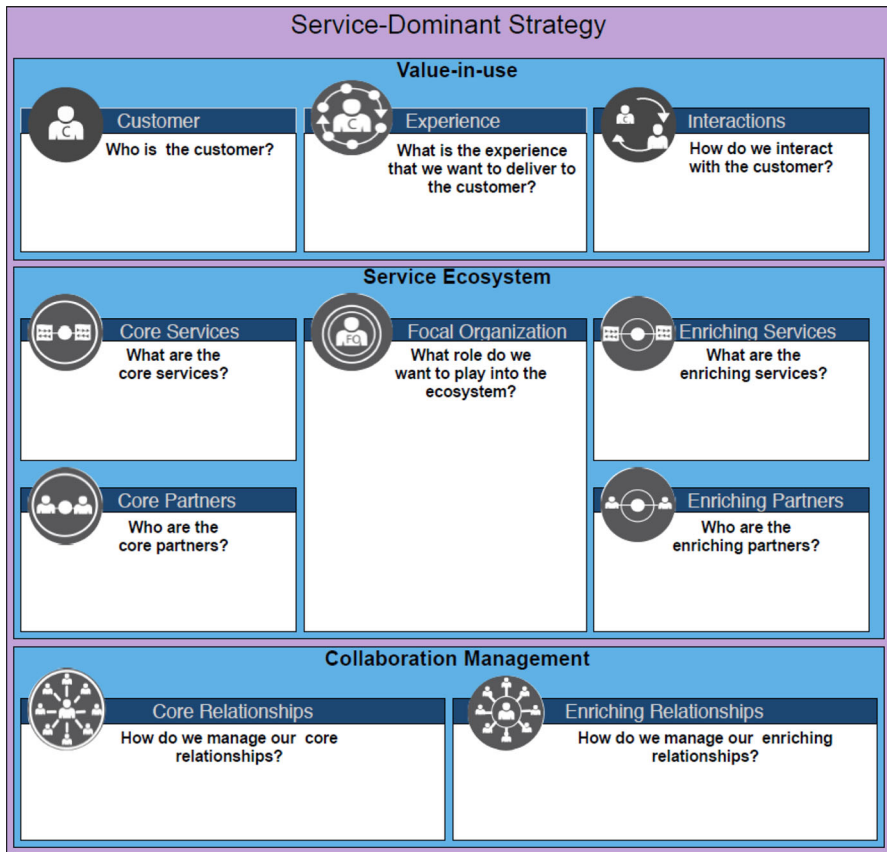 Service-Dominant Strategy
Value-in-use
C
Customer
Who is the customer?
C
Experience
What is the experience
that we want to deliver to
the customer?
C
Interactions
How do we interact
with the customer?
Service Ecosystem
Core Services
What are the
core services?
FO
Focal Organization
What role do we
want to play into the
ecosystem?
Enriching Services
What are the
enriching services?
Core Partners
Who are the
core partners?
Enriching Partners
Who are the
enriching partners?
Collaboration Management
Core Relationships
How do we manage our core
relationships?
Enriching Relationships
How do we manage our enriching
relationships?